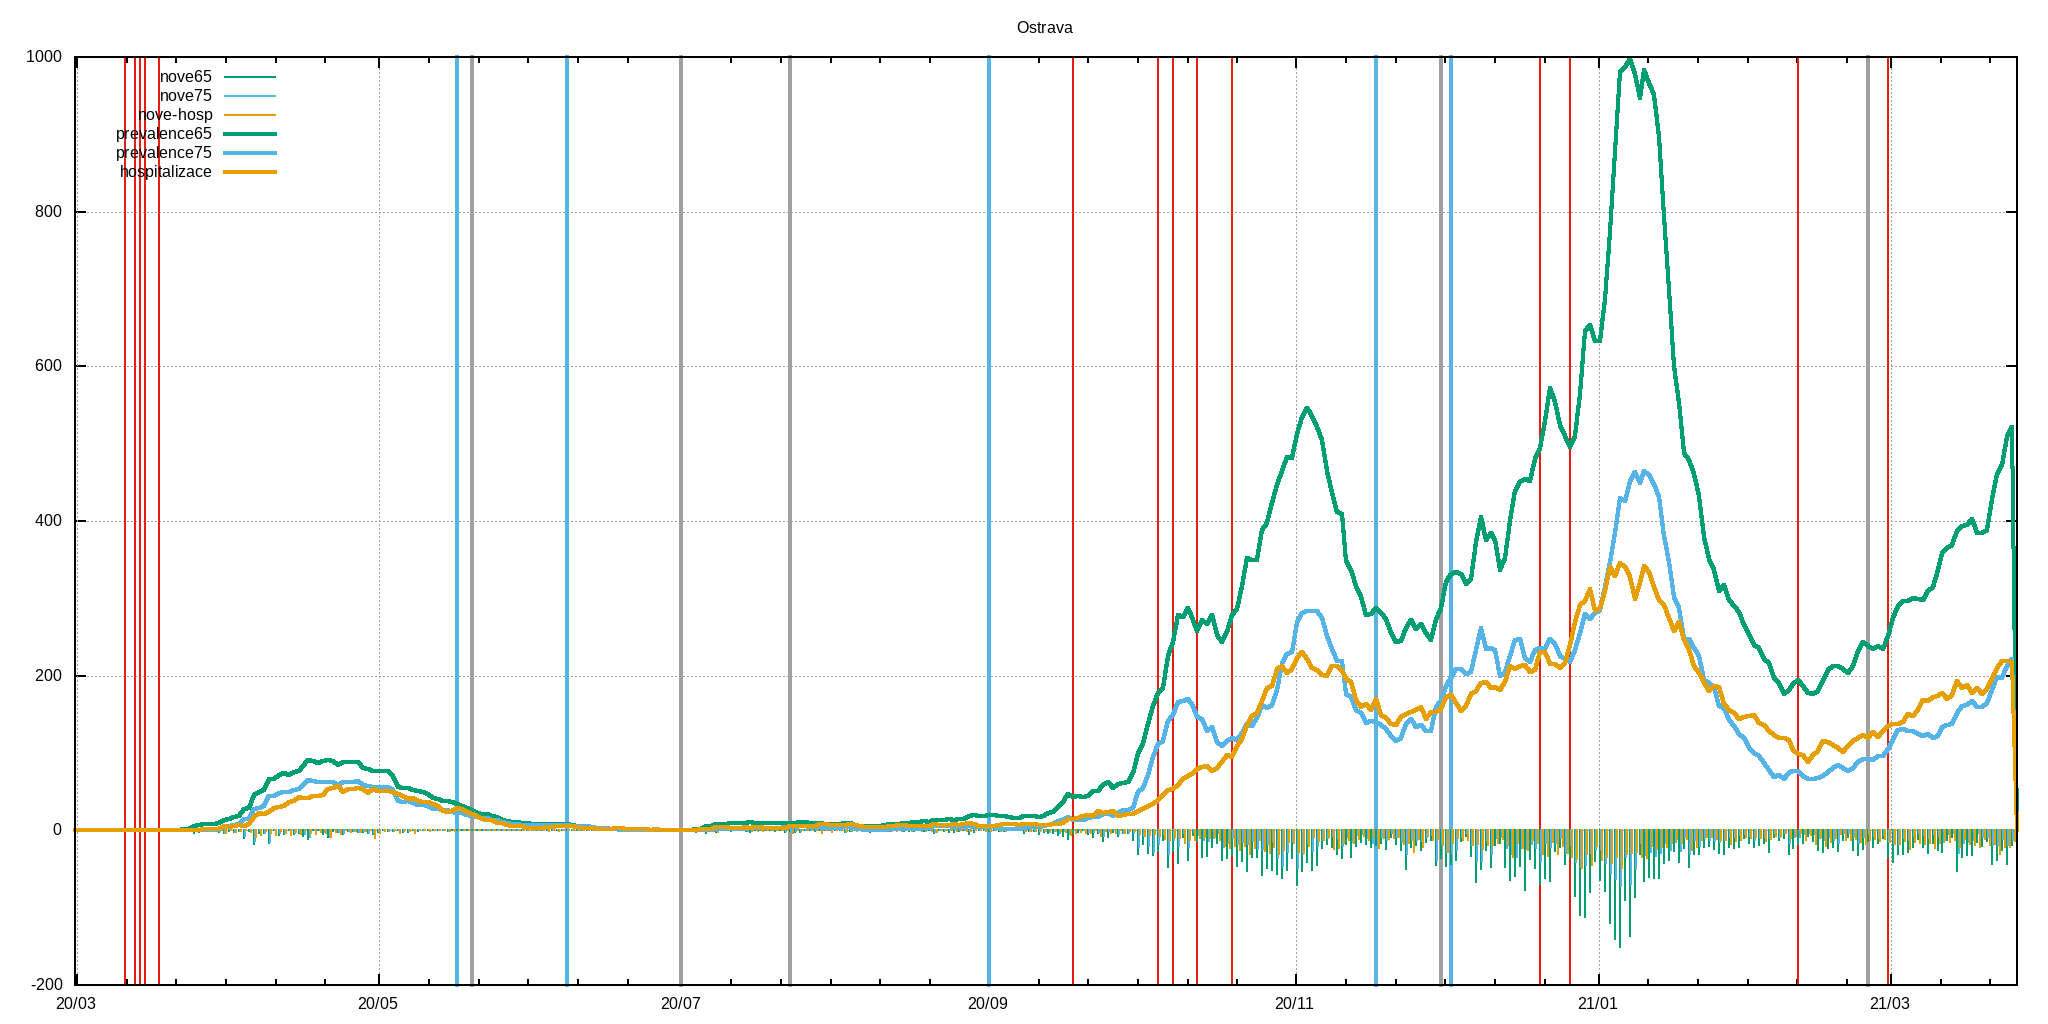 Ostrava
1000
800
600
400
200
0
-200
nove65
nove75
nove-hosp
prevalence65
prevalence75
hospitalizace
20/03 20/05 20/07 20/09 20/11 21/01 21/03